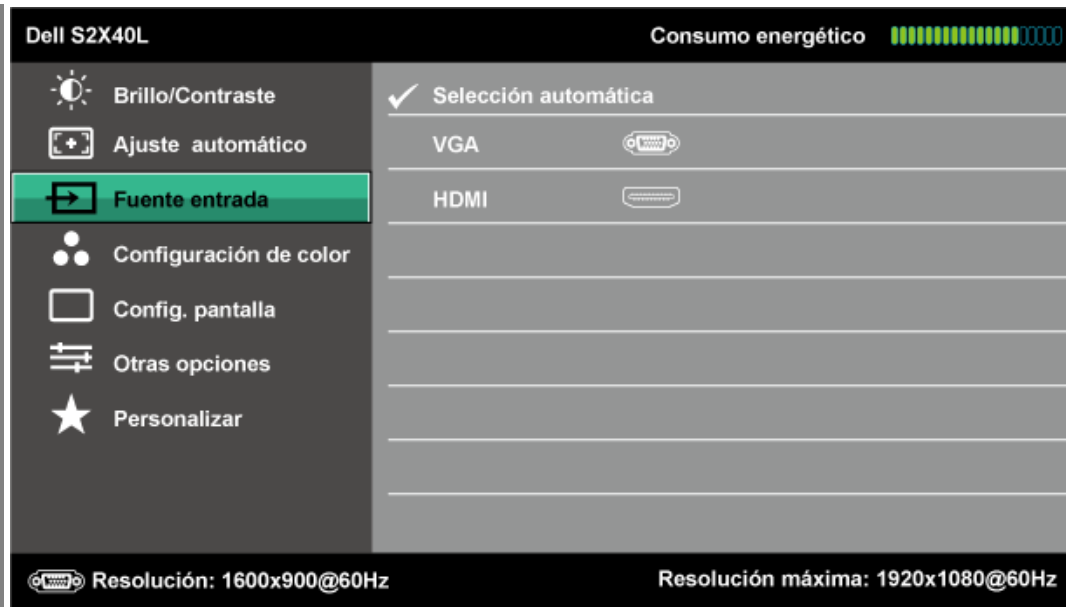 Dell S2X40L
Consumo energético
Brillo/Contraste
Ajuste automático
Fuente entrada
Configuración de color
Config. pantalla
Otras opciones
Personalizar
Selección automática
VGA
HDMI
Resolución: 1600x900@60Hz
Resolución máxima: 1920x1080@60Hz